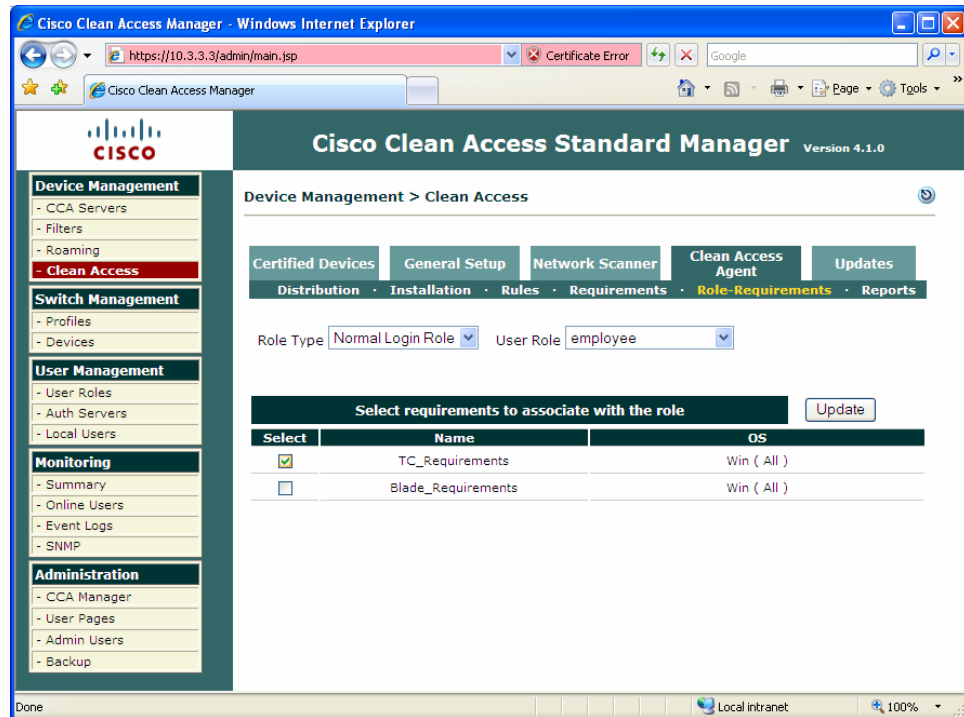 Cisco Clean Access Manager - Windows Internet Explorer
https://10.3.3.3/admin/main.jsp
Certificate Error
Google
Cisco Clean Access Manager
Page
Tools
»
CISCO
Cisco Clean Access Standard Manager Version 4.1.0
Device Management
- CCA Servers
- Filters
- Roaming
- Clean Access
Switch Management
- Profiles
- Devices
User Management
- User Roles
- Auth Servers
- Local Users
Monitoring
- Summary
- Online Users
- Event Logs
- SNMP
Administration
- CCA Manager
- User Pages
- Admin Users
- Backup
Device Management > Clean Access
Certified Devices
General Setup
Network Scanner
Clean Access Agent
Updates
Distribution · Installation · Rules · Requirements · Role-Requirements · Reports
Role Type Normal Login Role User Role employee
Select requirements to associate with the role
Update
Select Name OS
TC_Requirements Win ( All )
Blade_Requirements Win ( All )
Done
Local intranet
100%